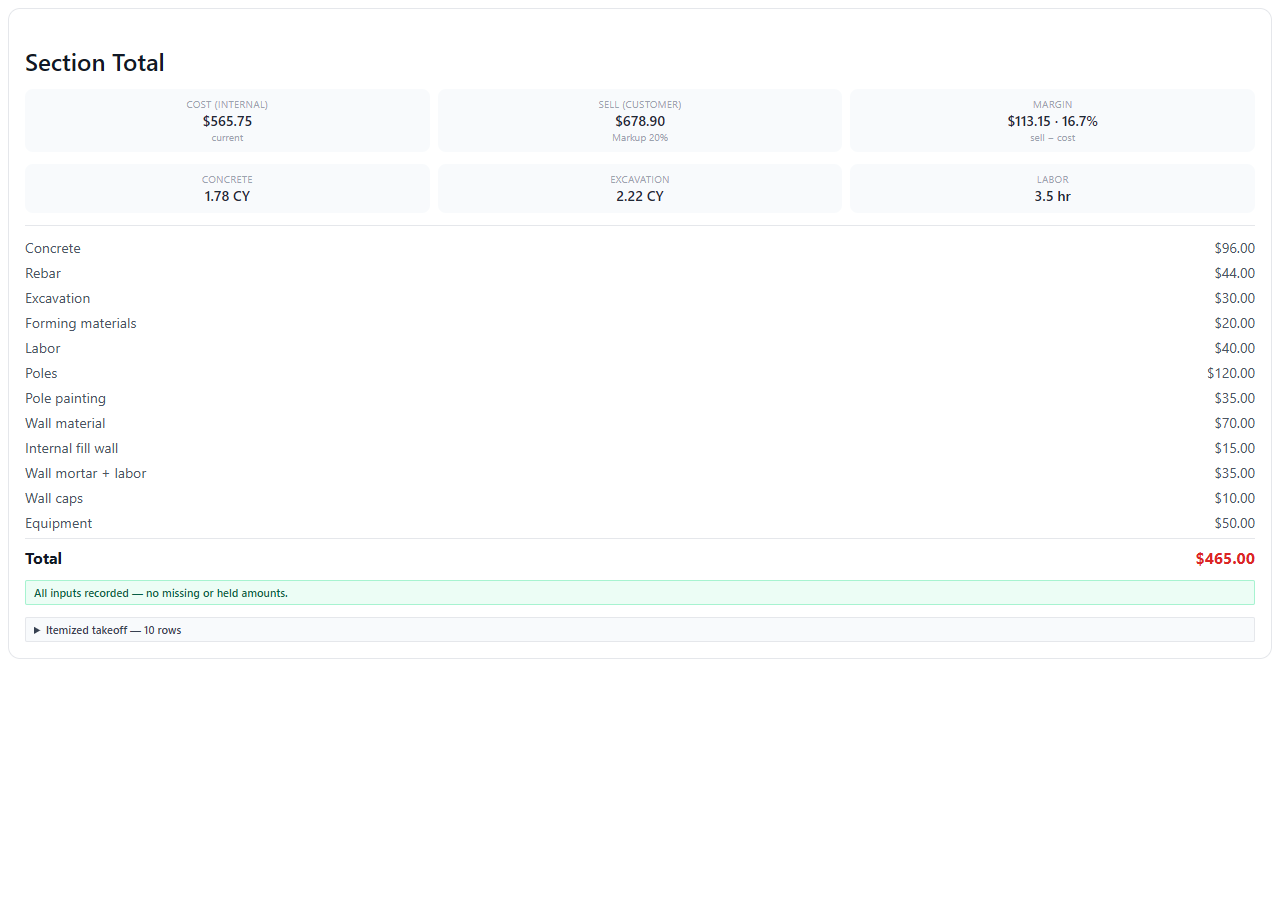 Section Total
COST (INTERNAL)
$565.75
current
SELL (CUSTOMER)
$678.90
Markup 20%
MARGIN
$113.15 · 16.7%
sell − cost
CONCRETE
1.78 CY
EXCAVATION
2.22 CY
LABOR
3.5 hr
Concrete $96.00
Rebar $44.00
Excavation $30.00
Forming materials $20.00
Labor $40.00
Poles $120.00
Pole painting $35.00
Wall material $70.00
Internal fill wall $15.00
Wall mortar + labor $35.00
Wall caps $10.00
Equipment $50.00
Total $465.00
All inputs recorded — no missing or held amounts.
▶ Itemized takeoff — 10 rows